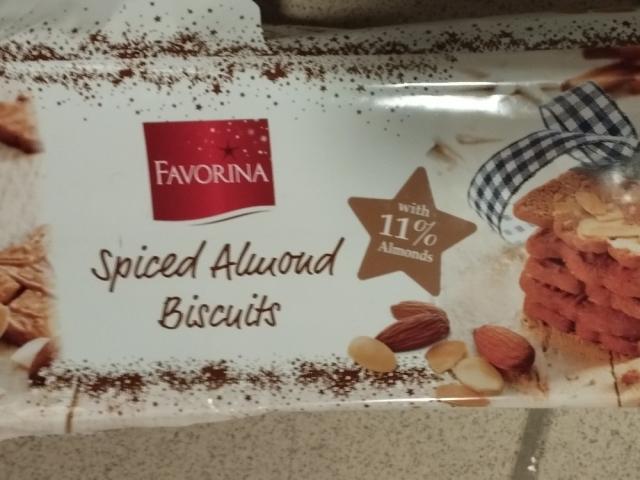 FAVORINA
with
11%
Almonds
Spiced Almond
Biscuits